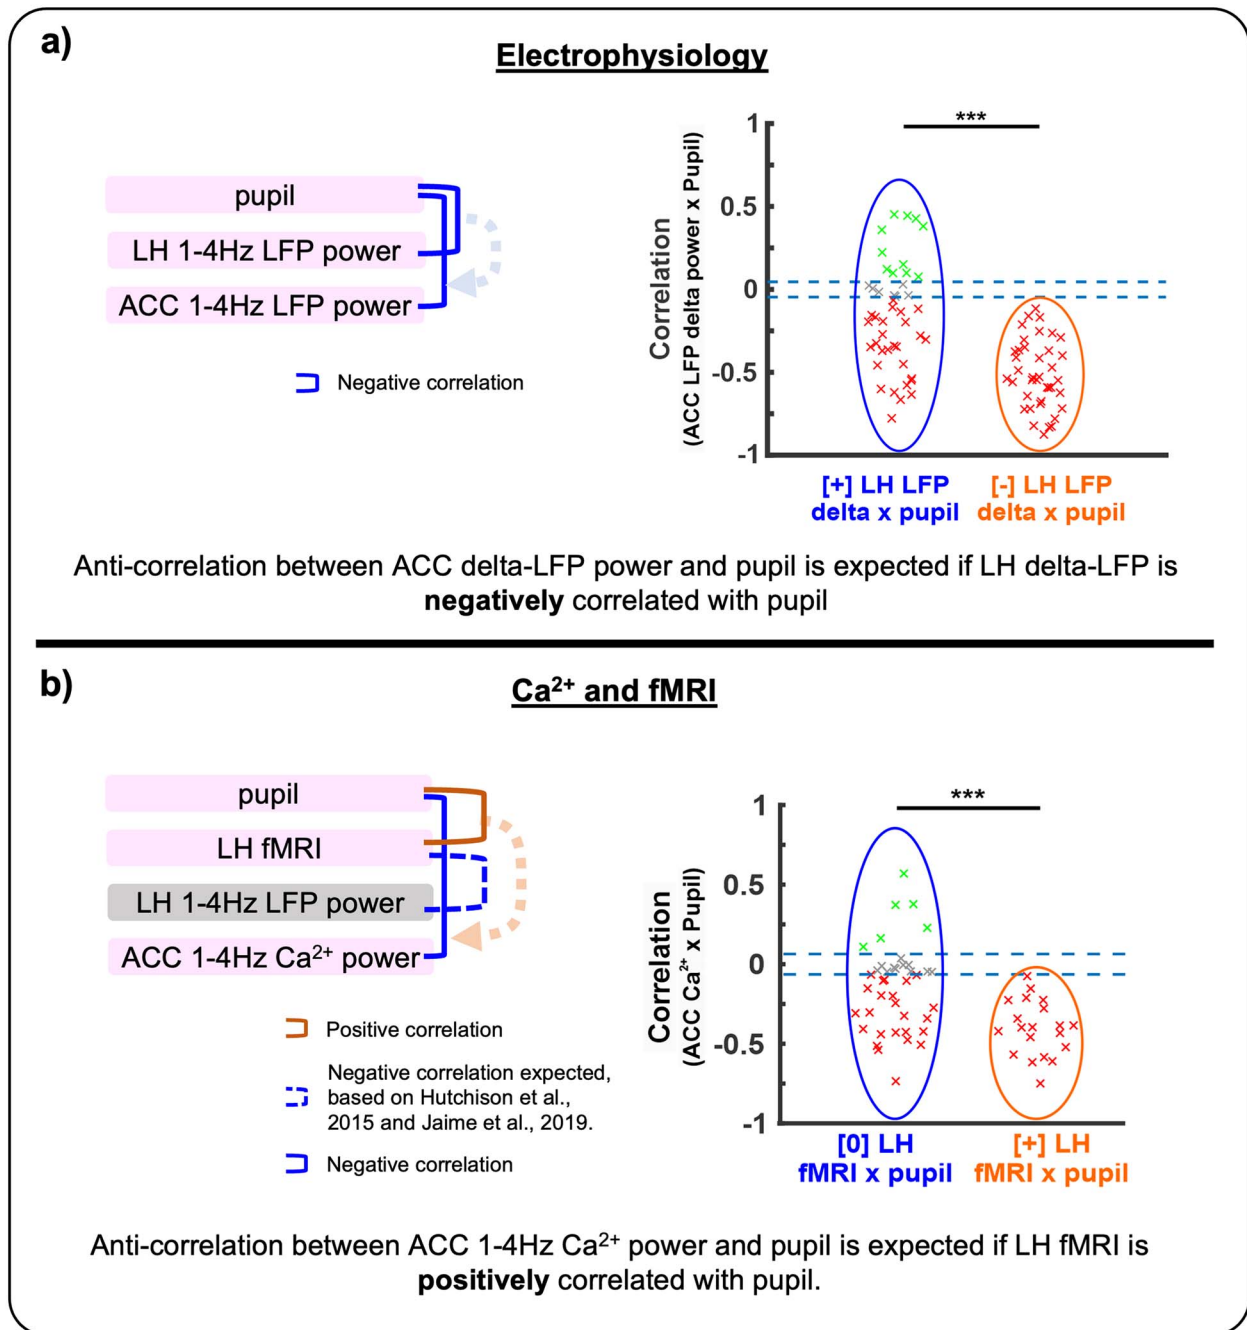 a)
Electrophysiology
pupil
LH 1-4Hz LFP power
ACC 1-4Hz LFP power
Negative correlation
Correlation
(ACC LFP delta power x Pupil)
1
0.5
0
-0.5
-1
***
[+] LH LFP
delta x pupil
[-] LH LFP
delta x pupil
Anti-correlation between ACC delta-LFP power and pupil is expected if LH delta-LFP is
negatively correlated with pupil
b)
Ca²⁺ and fMRI
pupil
LH fMRI
LH 1-4Hz LFP power
ACC 1-4Hz Ca²⁺ power
Positive correlation
Negative correlation expected,
based on Hutchison et al.,
2015 and Jaime et al., 2019.
Negative correlation
Correlation
(ACC Ca²⁺ x Pupil)
1
0.5
0
-0.5
-1
***
[0] LH
fMRI x pupil
[+] LH
fMRI x pupil
Anti-correlation between ACC 1-4Hz Ca²⁺ power and pupil is expected if LH fMRI is
positively correlated with pupil.